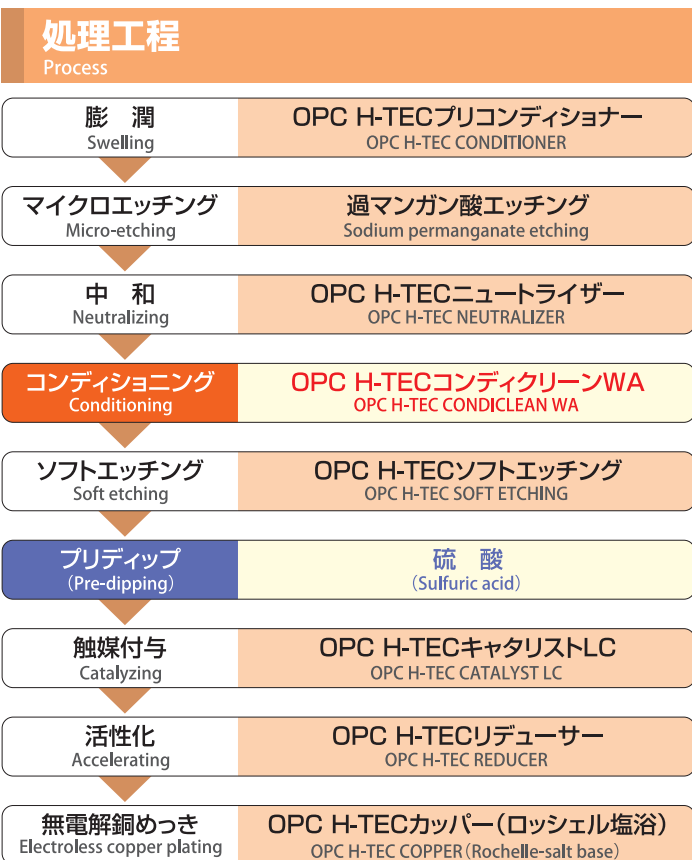 処理工程
Process
膨　潤
Swelling
OPC H-TECプリコンディショナー
OPC H-TEC CONDITIONER
マイクロエッチング
Micro-etching
過マンガン酸エッチング
Sodium permanganate etching
中　和
Neutralizing
OPC H-TECニュートライザー
OPC H-TEC NEUTRALIZER
コンディショニング
Conditioning
OPC H-TECコンディクリーンWA
OPC H-TEC CONDICLEAN WA
ソフトエッチング
Soft etching
OPC H-TECソフトエッチング
OPC H-TEC SOFT ETCHING
プリディップ
（Pre-dipping）
硫　酸
（Sulfuric acid）
触媒付与
Catalyzing
OPC H-TECキャタリストLC
OPC H-TEC CATALYST LC
活性化
Accelerating
OPC H-TECリデューサー
OPC H-TEC REDUCER
無電解銅めっき
Electroless copper plating
OPC H-TECカッパー（ロッシェル塩浴）
OPC H-TEC COPPER（Rochelle-salt base）